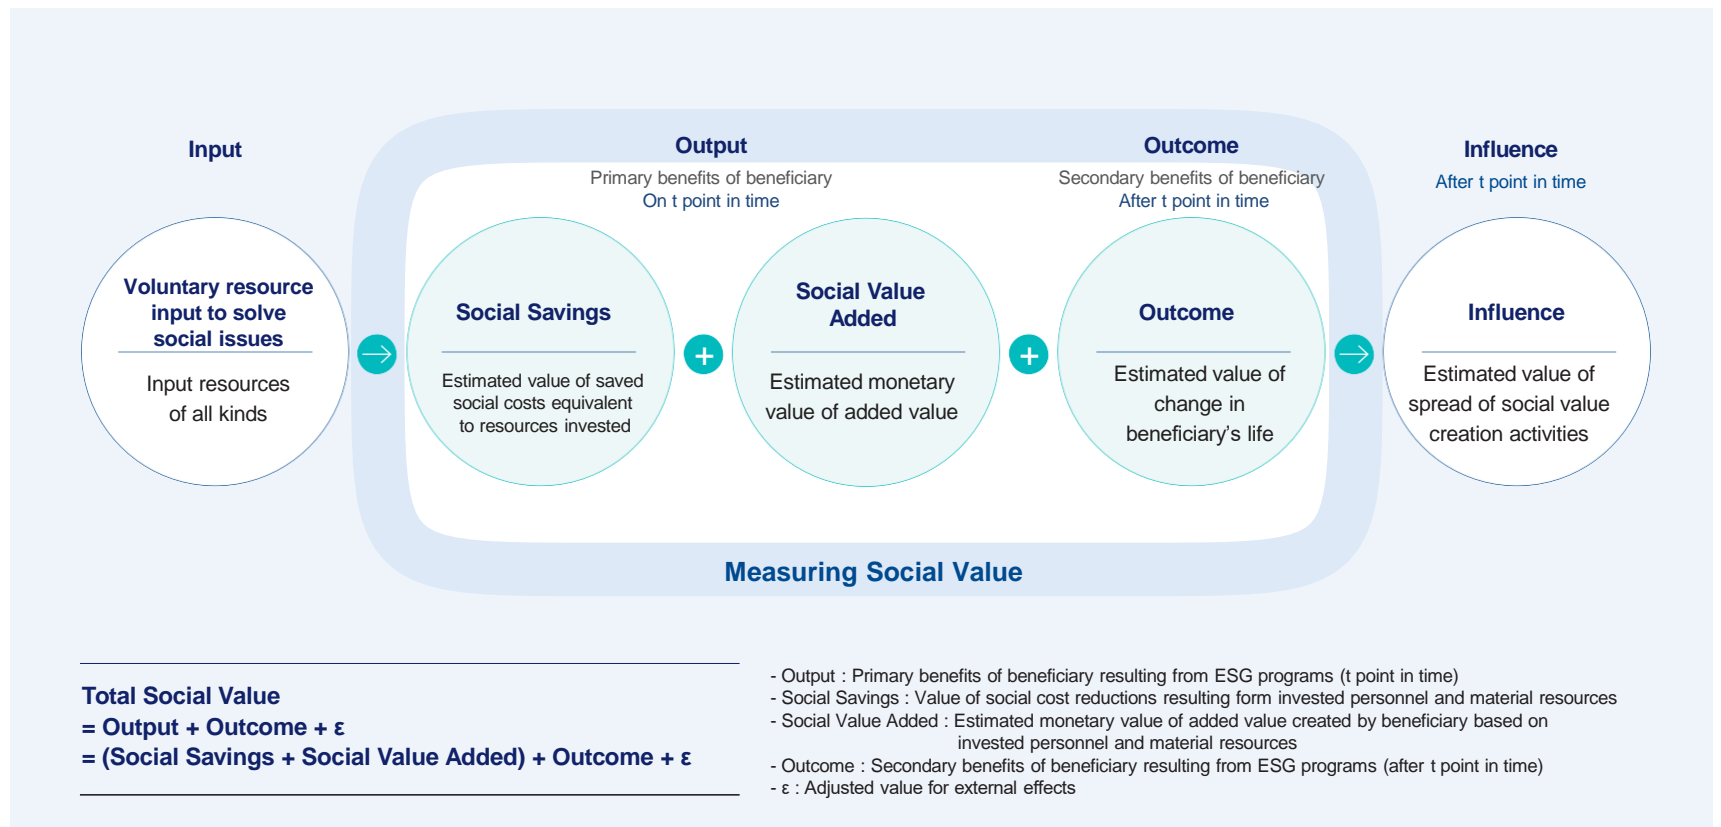 Input
Voluntary resource
input to solve
social issues
Input resources
of all kinds
Output
Primary benefits of beneficiary
On t point in time
Social Savings
Estimated value of saved
social costs equivalent
to resources invested
+
Social Value
Added
Estimated monetary
value of added value
+
Outcome
Secondary benefits of beneficiary
After t point in time
Outcome
Estimated value of
change in
beneficiary’s life
Influence
After t point in time
Influence
Estimated value of
spread of social value
creation activities
Measuring Social Value
Total Social Value
= Output + Outcome + ε
= (Social Savings + Social Value Added) + Outcome + ε
- Output : Primary benefits of beneficiary resulting from ESG programs (t point in time)
- Social Savings : Value of social cost reductions resulting form invested personnel and material resources
- Social Value Added : Estimated monetary value of added value created by beneficiary based on
invested personnel and material resources
- Outcome : Secondary benefits of beneficiary resulting from ESG programs (after t point in time)
- ε : Adjusted value for external effects